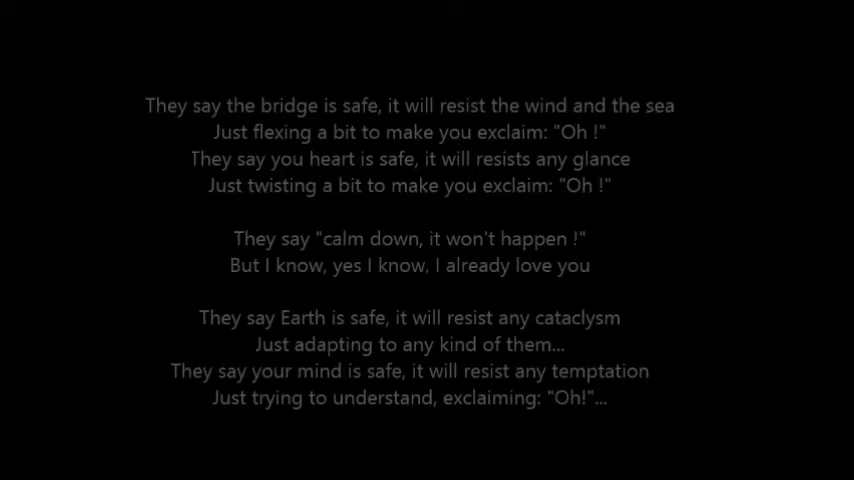 They say the bridge is safe, it will resist the wind and the sea
Just flexing a bit to make you exclaim: "Oh !"
They say you heart is safe, it will resists any glance
Just twisting a bit to make you exclaim: "Oh !"
They say "calm down, it won't happen !"
But I know, yes I know, I already love you
They say Earth is safe, it will resist any cataclysm
Just adapting to any kind of them...
They say your mind is safe, it will resist any temptation
Just trying to understand, exclaiming: "Oh!"...